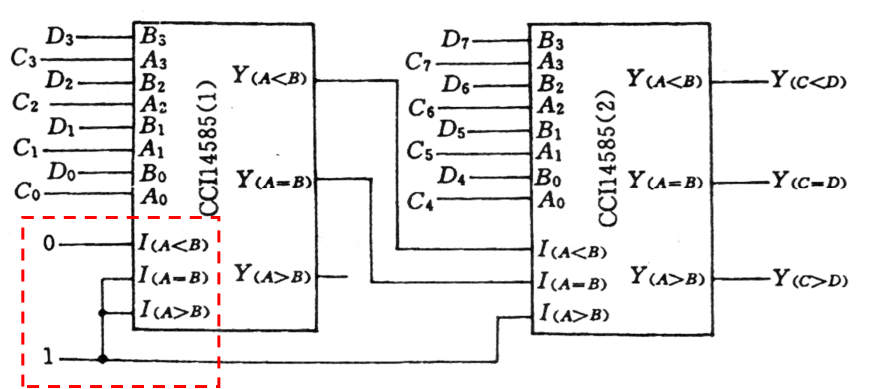 D₃ B₃
C₃ A₃
D₂ B₂
C₂ A₂
D₁ B₁
C₁ A₁
D₀ B₀
C₀ A₀
0 I(A<B)
I(A=B)
I(A>B)
1
CC14585(1)
Y(A<B)
Y(A=B)
Y(A>B)
D₇ B₃
C₇ A₃
D₆ B₂
C₆ A₂
D₅ B₁
C₅ A₁
D₄ B₀
C₄ A₀
I(A<B)
I(A=B)
I(A>B)
CC14585(2)
Y(A<B) Y(C<D)
Y(A=B) Y(C=D)
Y(A>B) Y(C>D)